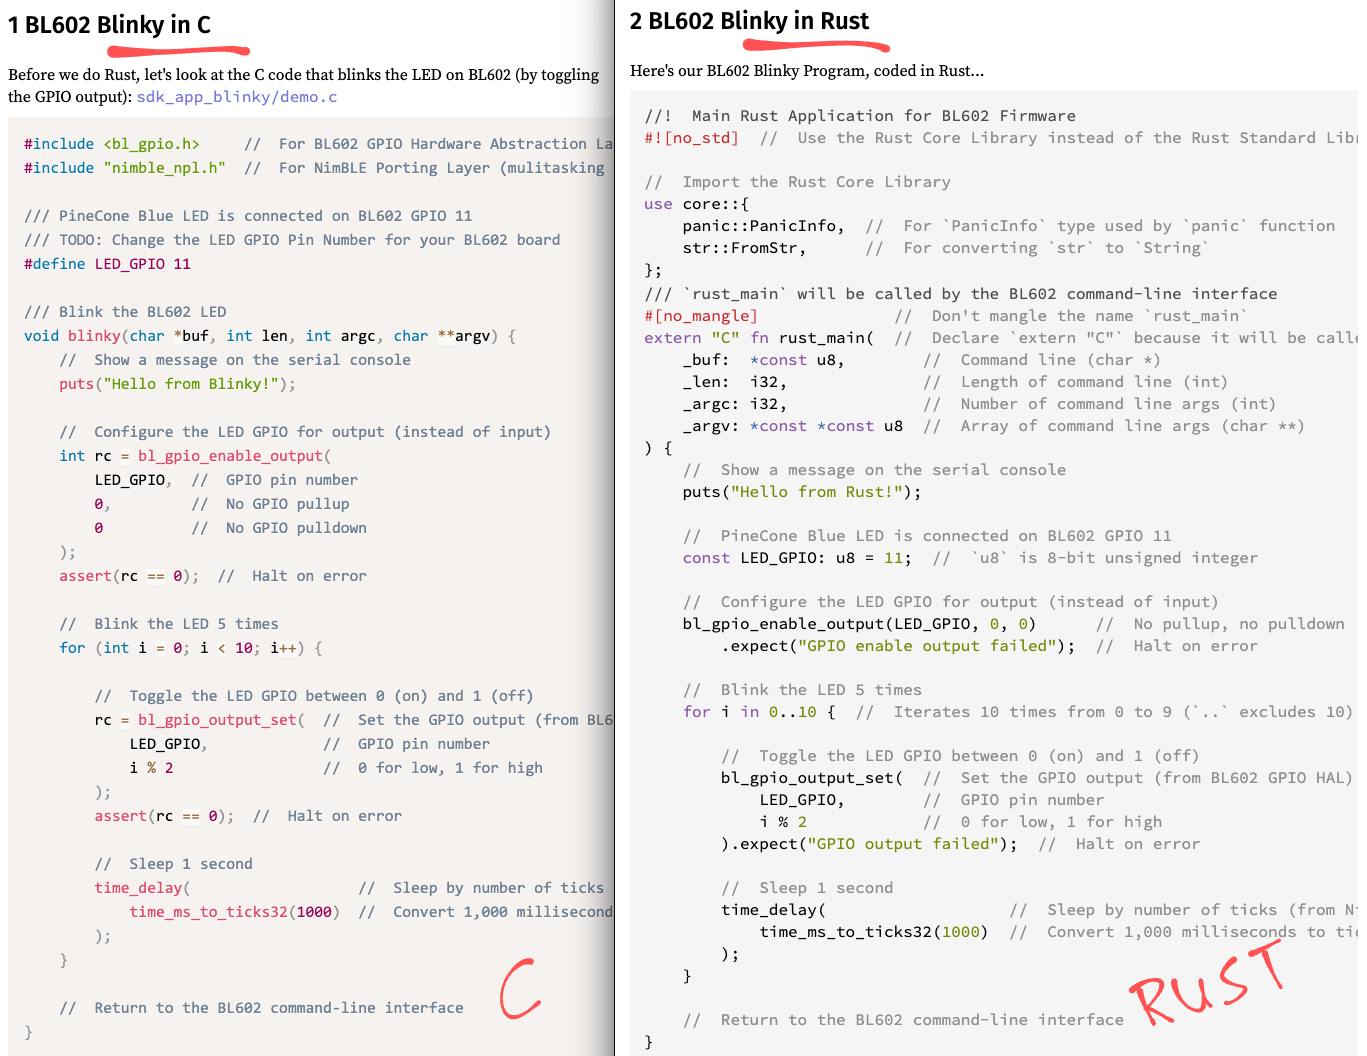 1 BL602 Blinky in C
Before we do Rust, let's look at the C code that blinks the LED on BL602 (by toggling
the GPIO output): sdk_app_blinky/demo.c
#include <bl_gpio.h>     //  For BL602 GPIO Hardware Abstraction La
#include "nimble_npl.h"  //  For NimBLE Porting Layer (mulitasking
/// PineCone Blue LED is connected on BL602 GPIO 11
/// TODO: Change the LED GPIO Pin Number for your BL602 board
#define LED_GPIO 11
/// Blink the BL602 LED
void blinky(char *buf, int len, int argc, char **argv) {
    //  Show a message on the serial console
    puts("Hello from Blinky!");
    //  Configure the LED GPIO for output (instead of input)
    int rc = bl_gpio_enable_output(
        LED_GPIO,  //  GPIO pin number
        0,         //  No GPIO pullup
        0          //  No GPIO pulldown
    );
    assert(rc == 0);  //  Halt on error
    //  Blink the LED 5 times
    for (int i = 0; i < 10; i++) {
        //  Toggle the LED GPIO between 0 (on) and 1 (off)
        rc = bl_gpio_output_set(  //  Set the GPIO output (from BL6
            LED_GPIO,             //  GPIO pin number
            i % 2                 //  0 for low, 1 for high
        );
        assert(rc == 0);  //  Halt on error
        //  Sleep 1 second
        time_delay(                   //  Sleep by number of ticks
            time_ms_to_ticks32(1000)  //  Convert 1,000 millisecond
        );
    }
    //  Return to the BL602 command-line interface
}
C
2 BL602 Blinky in Rust
Here's our BL602 Blinky Program, coded in Rust...
//!  Main Rust Application for BL602 Firmware
#![no_std]  //  Use the Rust Core Library instead of the Rust Standard Libr
//  Import the Rust Core Library
use core::{
    panic::PanicInfo,  //  For `PanicInfo` type used by `panic` function
    str::FromStr,      //  For converting `str` to `String`
};
/// `rust_main` will be called by the BL602 command-line interface
#[no_mangle]              //  Don't mangle the name `rust_main`
extern "C" fn rust_main(  //  Declare `extern "C"` because it will be calle
    _buf:  *const u8,        //  Command line (char *)
    _len:  i32,              //  Length of command line (int)
    _argc: i32,              //  Number of command line args (int)
    _argv: *const *const u8  //  Array of command line args (char **)
) {
    //  Show a message on the serial console
    puts("Hello from Rust!");
    //  PineCone Blue LED is connected on BL602 GPIO 11
    const LED_GPIO: u8 = 11;  //  `u8` is 8-bit unsigned integer
    //  Configure the LED GPIO for output (instead of input)
    bl_gpio_enable_output(LED_GPIO, 0, 0)      //  No pullup, no pulldown
        .expect("GPIO enable output failed");  //  Halt on error
    //  Blink the LED 5 times
    for i in 0..10 {  //  Iterates 10 times from 0 to 9 (`..` excludes 10)
        //  Toggle the LED GPIO between 0 (on) and 1 (off)
        bl_gpio_output_set(  //  Set the GPIO output (from BL602 GPIO HAL)
            LED_GPIO,        //  GPIO pin number
            i % 2            //  0 for low, 1 for high
        ).expect("GPIO output failed");  //  Halt on error
        //  Sleep 1 second
        time_delay(                   //  Sleep by number of ticks (from Ni
            time_ms_to_ticks32(1000)  //  Convert 1,000 milliseconds to tic
        );
    }
    //  Return to the BL602 command-line interface
}
RUST